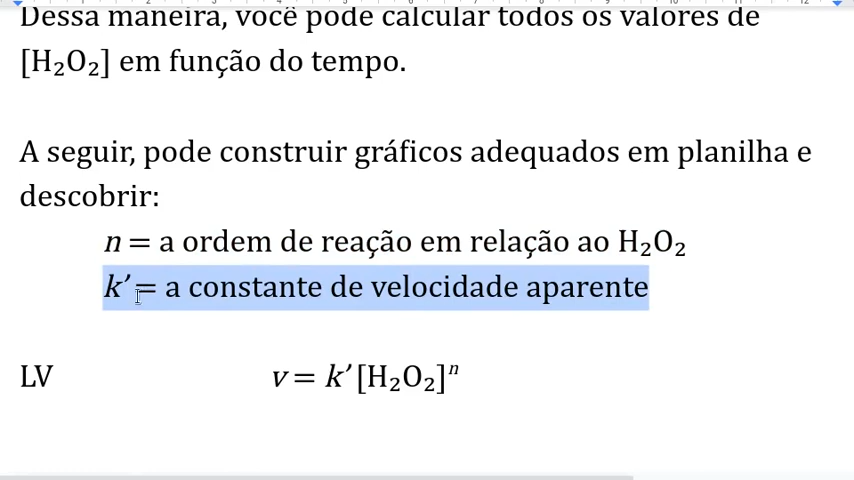 Dessa maneira, você pode calcular todos os valores de
[H₂O₂] em função do tempo.
A seguir, pode construir gráficos adequados em planilha e
descobrir:
n = a ordem de reação em relação ao H₂O₂
k’ = a constante de velocidade aparente
LV v = k’ [H₂O₂]ⁿ